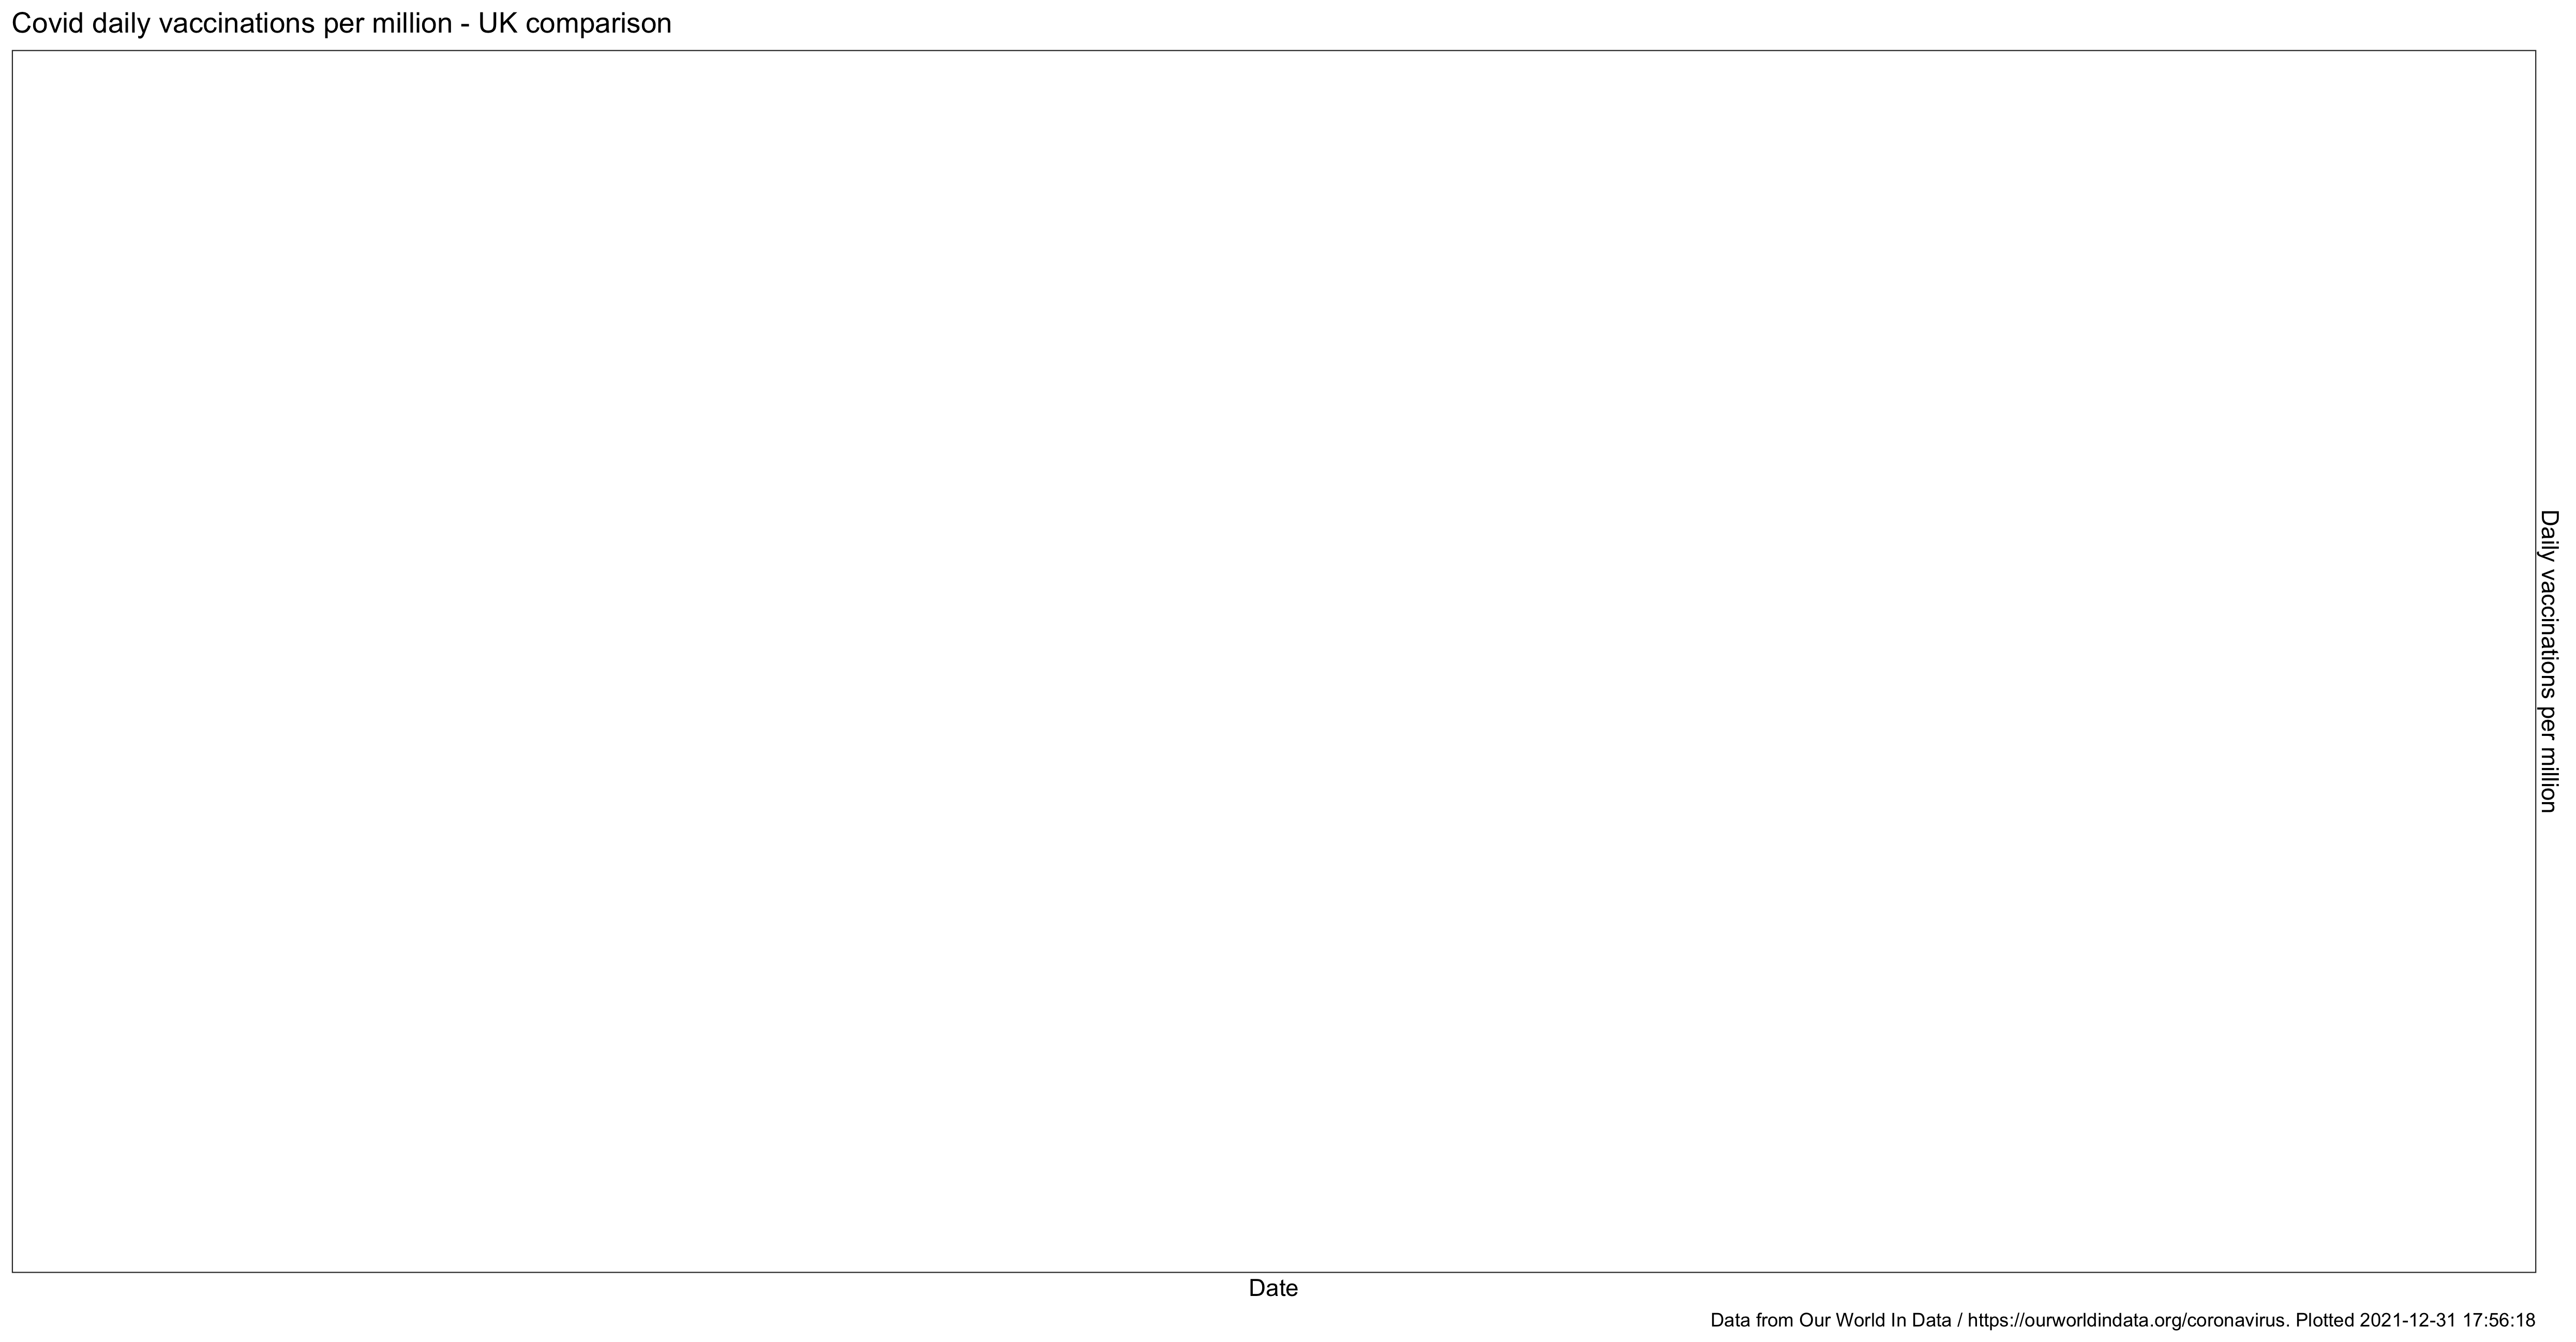 Covid daily vaccinations per million - UK comparison
Daily vaccinations per million
Date
Data from Our World In Data / https://ourworldindata.org/coronavirus. Plotted 2021-12-31 17:56:18